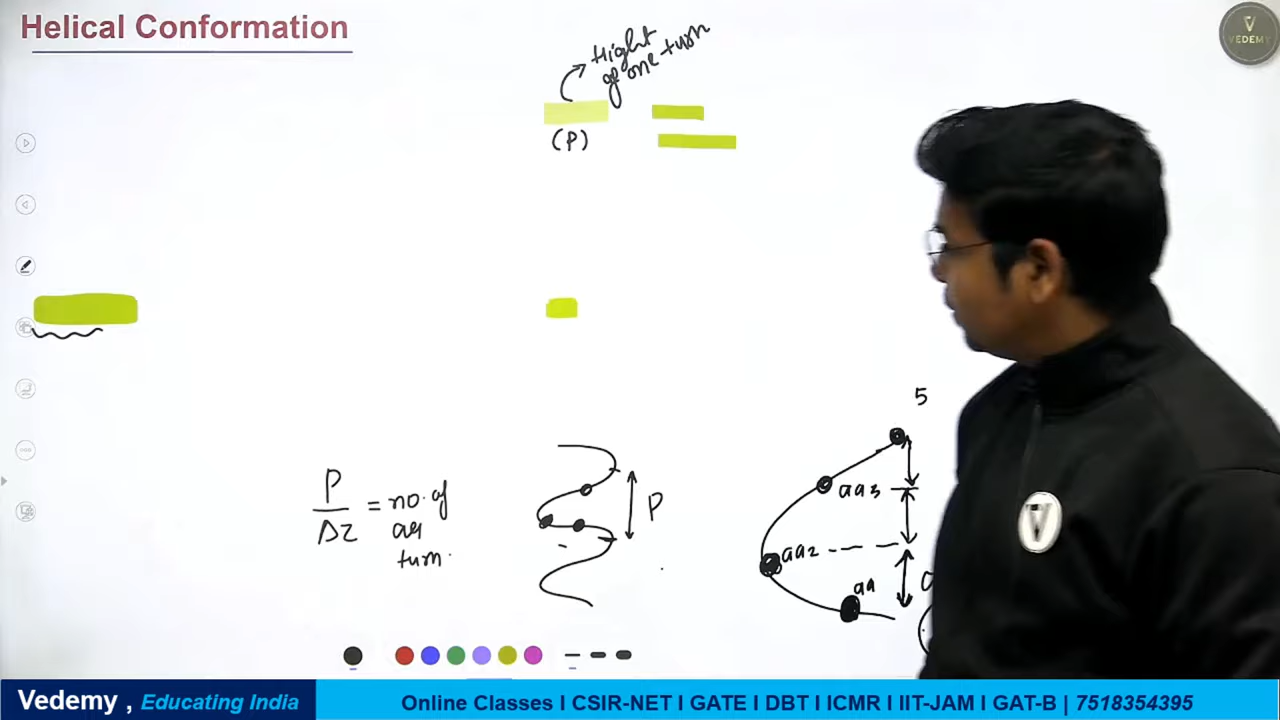 Helical Conformation
Hight
of one turn
(P)
VEDEMY
5
P
ΔZ
= no. of
aa
turn.
P
aa3
aa2
aa
Vedemy , Educating India
Online Classes I CSIR-NET I GATE I DBT I ICMR I IIT-JAM I GAT-B | 7518354395